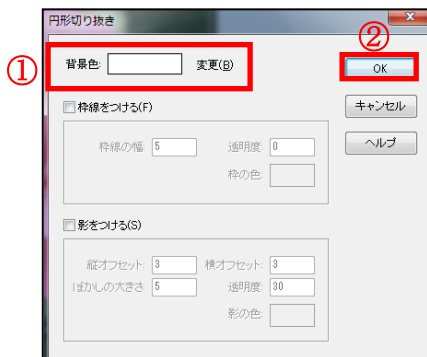 円形切り抜き
①
背景色: 変更(B)
②
OK
キャンセル
ヘルプ
枠線をつける(F)
枠線の幅: 5 透明度: 0
枠の色:
影をつける(S)
縦オフセット: 3 横オフセット: 3
ぼかしの大きさ: 5 透明度: 30
影の色: